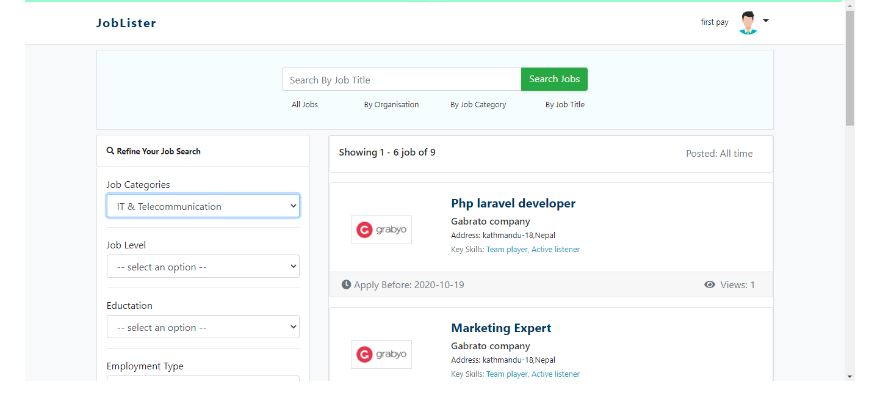 JobLister
first pay
Search By Job Title
Search Jobs
All Jobs
By Organisation
By Job Category
By Job Title
Refine Your Job Search
Job Categories
IT & Telecommunication
Job Level
-- select an option --
Eductation
-- select an option --
Employment Type
Showing 1 - 6 job of 9
Posted: All time
Php laravel developer
Gabrato company
Address: kathmandu-18,Nepal
Key Skills: Team player, Active listener
grabyo
Apply Before: 2020-10-19
Views: 1
Marketing Expert
Gabrato company
Address: kathmandu-18,Nepal
Key Skills: Team player, Active listener
grabyo